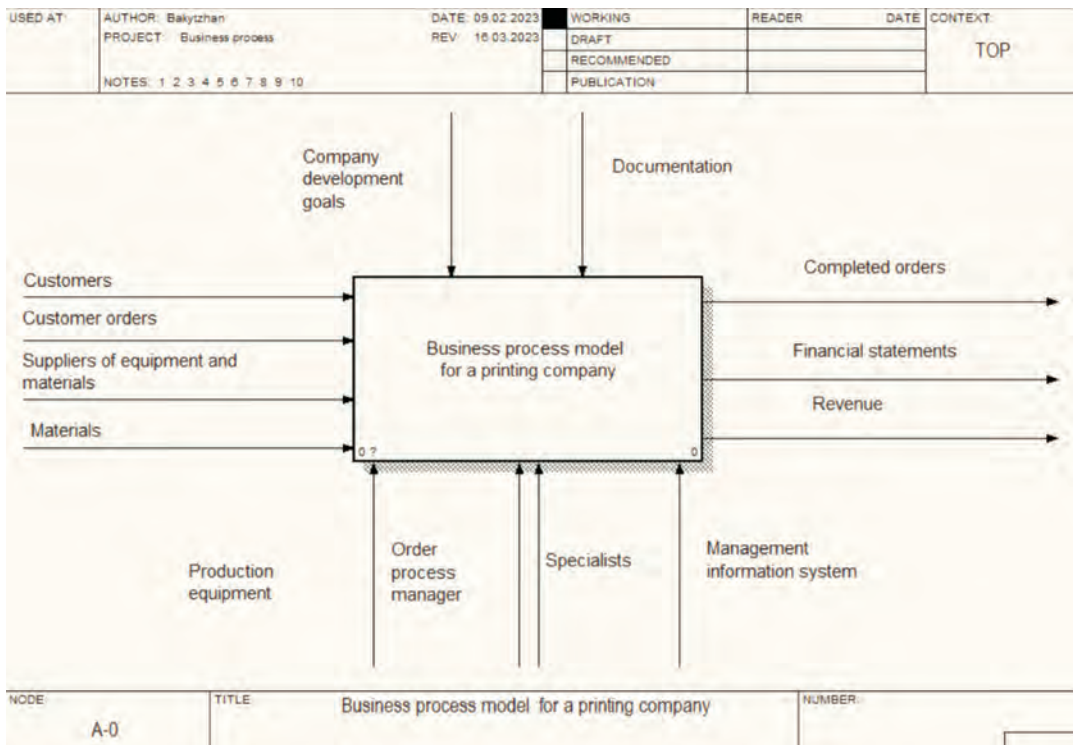 USED AT:
AUTHOR: Bakytzhan
DATE: 09.02.2023
PROJECT: Business process
REV: 16.03.2023
NOTES: 1 2 3 4 5 6 7 8 9 10
WORKING
DRAFT
RECOMMENDED
PUBLICATION
READER
DATE
CONTEXT:
TOP
Company
development
goals
Documentation
Customers
Customer orders
Suppliers of equipment and
materials
Materials
Business process model
for a printing company
0 ?
0
Completed orders
Financial statements
Revenue
Production
equipment
Order
process
manager
Specialists
Management
information system
NODE:
A-0
TITLE:
Business process model for a printing company
NUMBER: